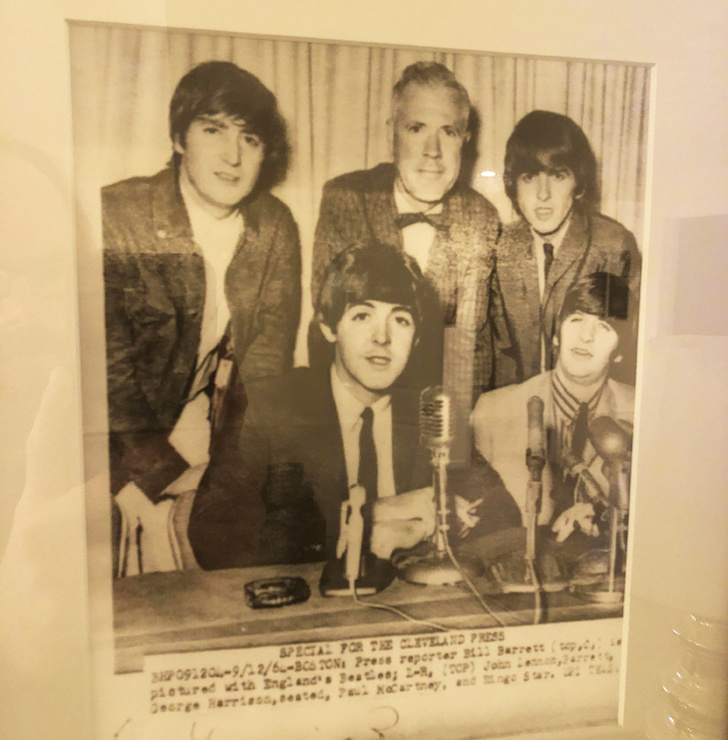 SPECIAL FOR THE CLEVELAND PRESS
BHP091204-9/12/64-BOSTON: Press reporter Bill Barrett (top,C,) is
pictured with England's Beatles; L-R, (TOP) John Lennon,Barrett,
George Harrison,seated, Paul McCartney, and Ringo Star. UPI